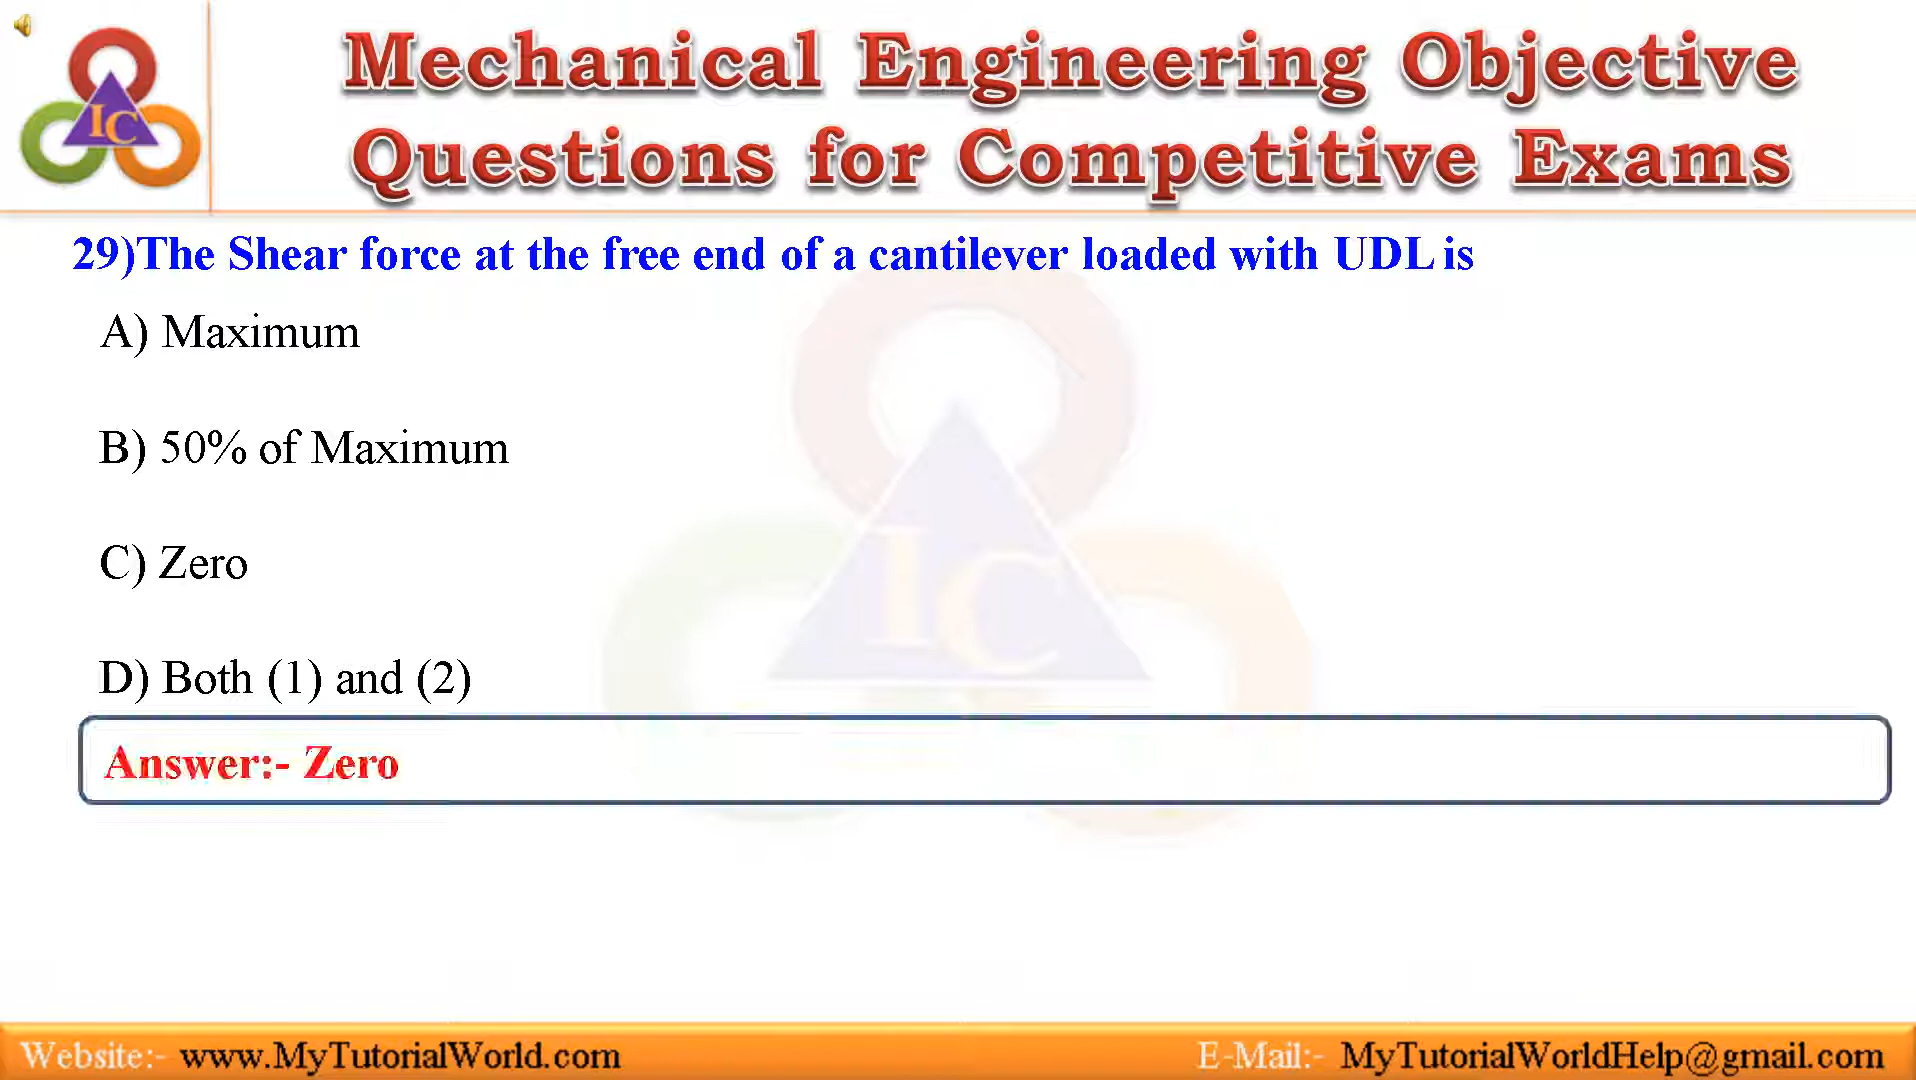 IC
Mechanical Engineering Objective
Questions for Competitive Exams
29)The Shear force at the free end of a cantilever loaded with UDL is
A) Maximum
B) 50% of Maximum
C) Zero
D) Both (1) and (2)
IC
Answer:- Zero
Website:- www.MyTutorialWorld.com
E-Mail:- MyTutorialWorldHelp@gmail.com